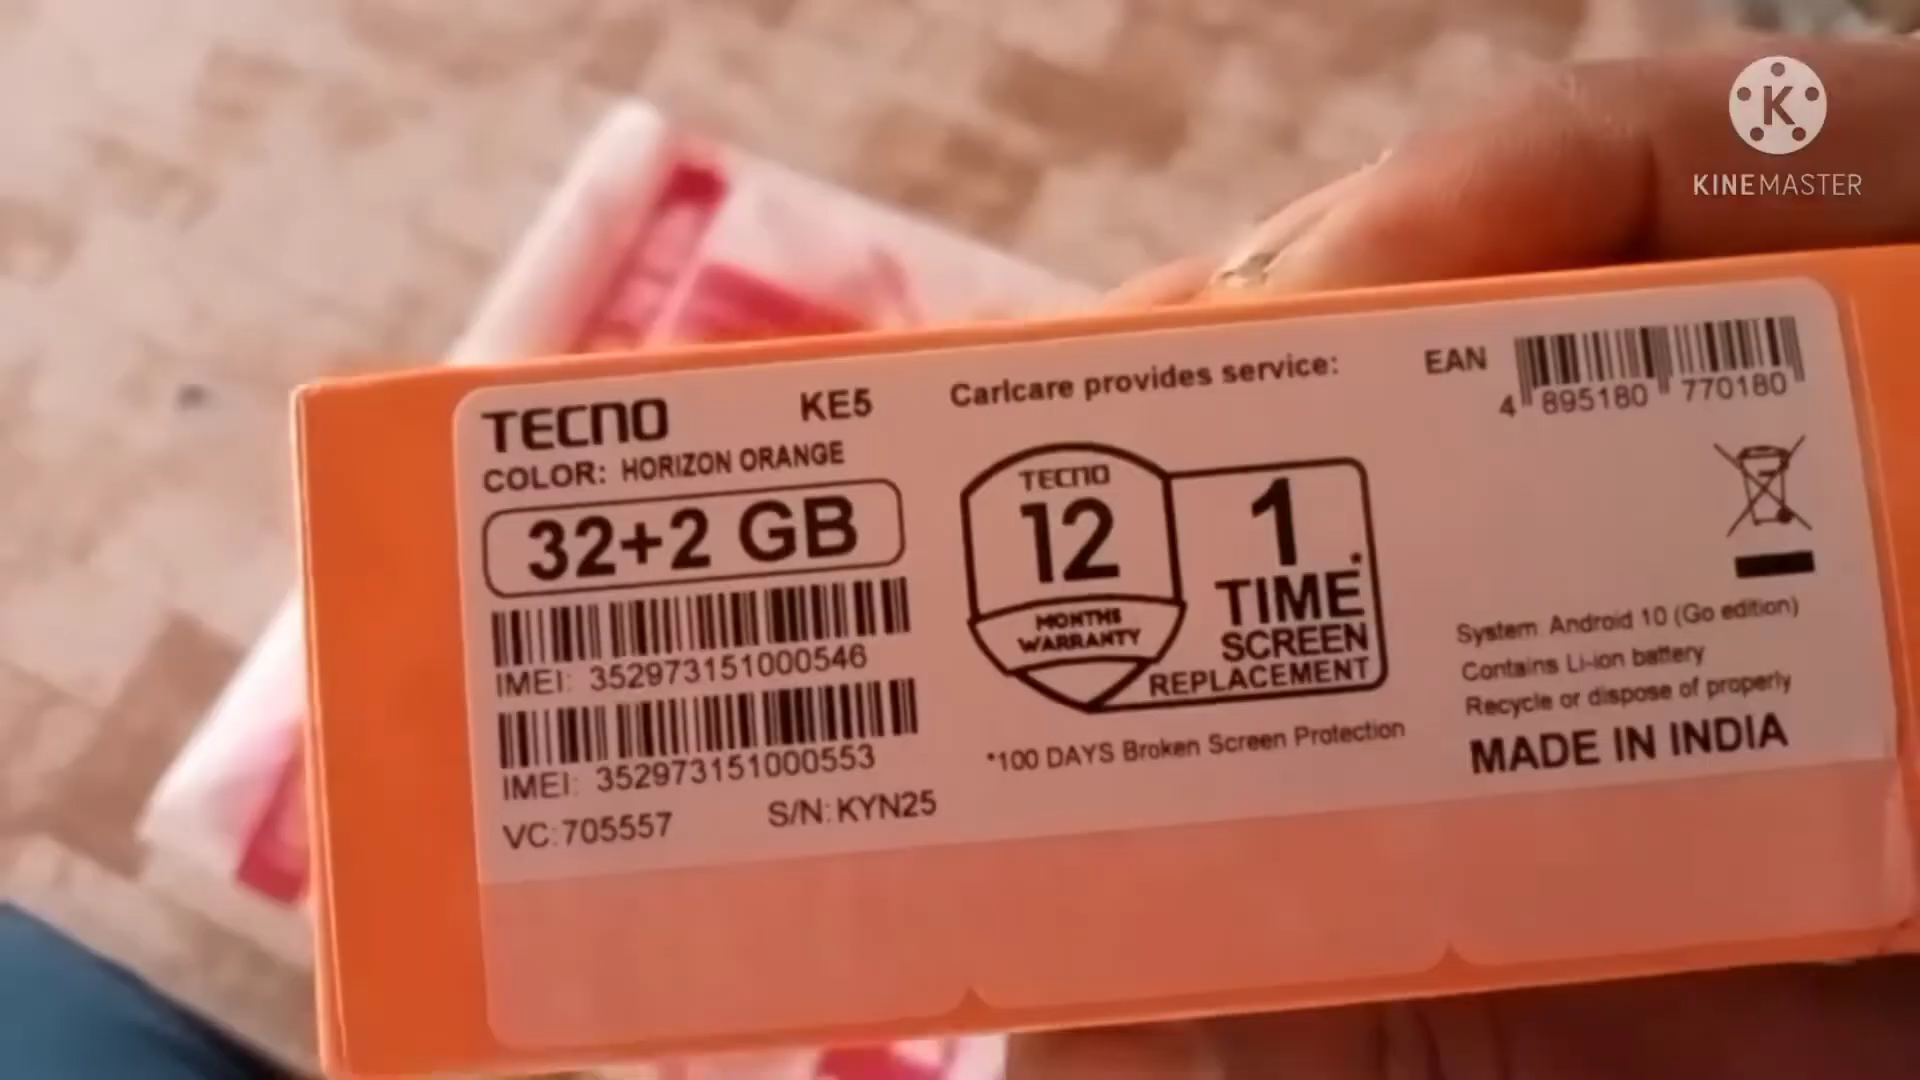 K
KINEMASTER
TECNO KE5
COLOR: HORIZON ORANGE
32+2 GB
IMEI: 352973151000546
IMEI: 352973151000553
VC:705557 S/N:KYN25
Carlcare provides service:
TECNO
12
MONTHS
WARRANTY
1
TIME
SCREEN
REPLACEMENT
*100 DAYS Broken Screen Protection
EAN
4 895180 770180
System Android 10 (Go edition)
Contains Li-ion battery
Recycle or dispose of properly
MADE IN INDIA